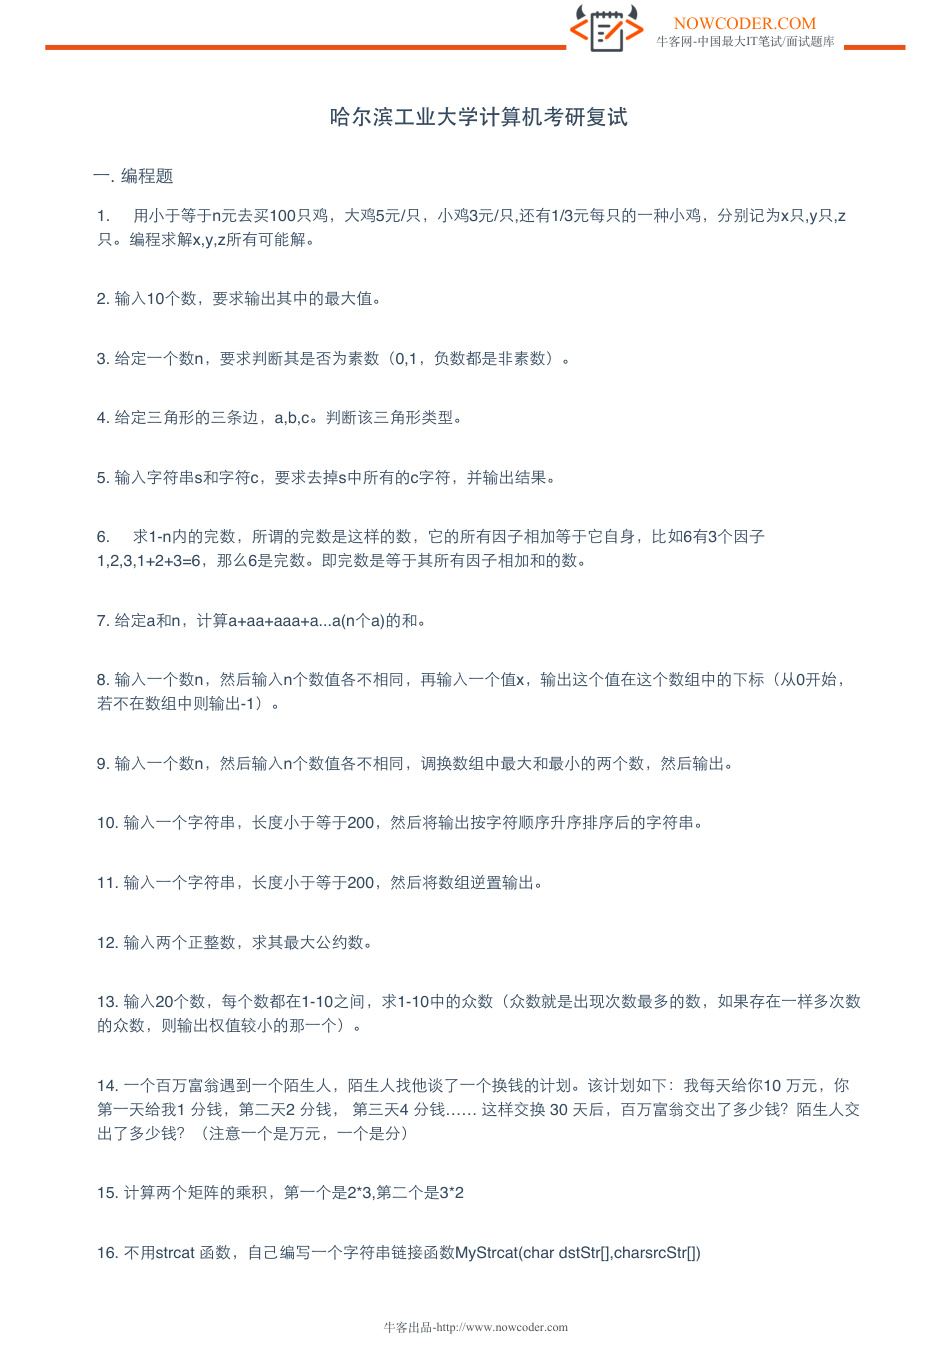 NOWCODER.COM
牛客网-中国最大IT笔试/面试题库
哈尔滨工业大学计算机考研复试
一. 编程题
1. 用小于等于n元去买100只鸡，大鸡5元/只，小鸡3元/只,还有1/3元每只的一种小鸡，分别记为x只,y只,z
只。编程求解x,y,z所有可能解。
2. 输入10个数，要求输出其中的最大值。
3. 给定一个数n，要求判断其是否为素数（0,1，负数都是非素数）。
4. 给定三角形的三条边，a,b,c。判断该三角形类型。
5. 输入字符串s和字符c，要求去掉s中所有的c字符，并输出结果。
6. 求1-n内的完数，所谓的完数是这样的数，它的所有因子相加等于它自身，比如6有3个因子
1,2,3,1+2+3=6，那么6是完数。即完数是等于其所有因子相加和的数。
7. 给定a和n，计算a+aa+aaa+a...a(n个a)的和。
8. 输入一个数n，然后输入n个数值各不相同，再输入一个值x，输出这个值在这个数组中的下标（从0开始，
若不在数组中则输出-1）。
9. 输入一个数n，然后输入n个数值各不相同，调换数组中最大和最小的两个数，然后输出。
10. 输入一个字符串，长度小于等于200，然后将输出按字符顺序升序排序后的字符串。
11. 输入一个字符串，长度小于等于200，然后将数组逆置输出。
12. 输入两个正整数，求其最大公约数。
13. 输入20个数，每个数都在1-10之间，求1-10中的众数（众数就是出现次数最多的数，如果存在一样多次数
的众数，则输出权值较小的那一个）。
14. 一个百万富翁遇到一个陌生人，陌生人找他谈了一个换钱的计划。该计划如下：我每天给你10 万元，你
第一天给我1 分钱，第二天2 分钱， 第三天4 分钱…… 这样交换 30 天后，百万富翁交出了多少钱？陌生人交
出了多少钱？（注意一个是万元，一个是分）
15. 计算两个矩阵的乘积，第一个是2*3,第二个是3*2
16. 不用strcat 函数，自己编写一个字符串链接函数MyStrcat(char dstStr[],charsrcStr[])
牛客出品-http://www.nowcoder.com